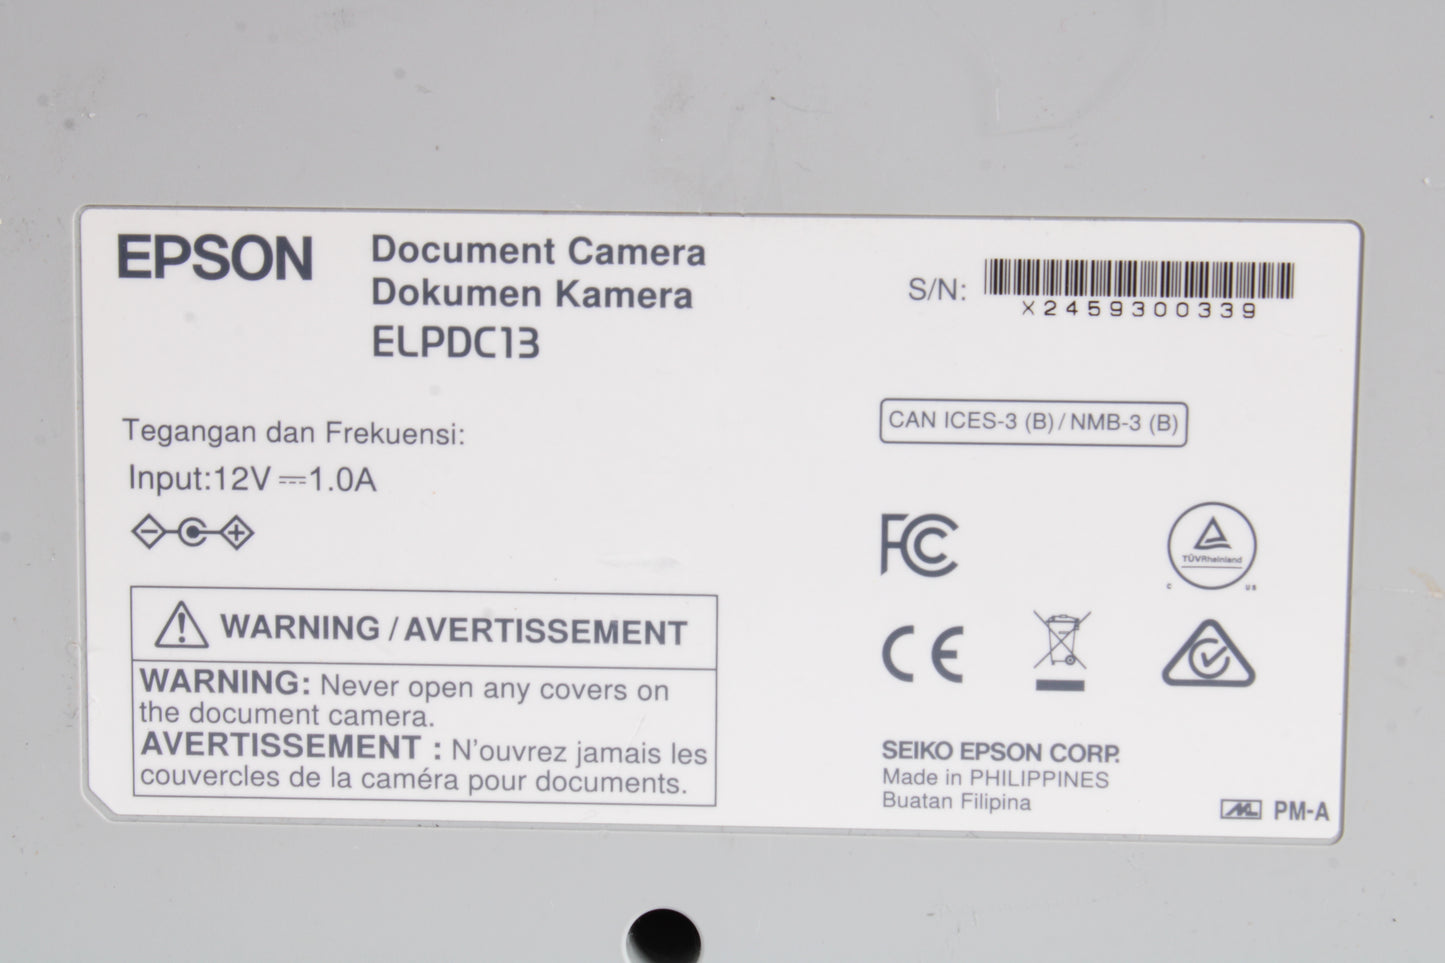 EPSON
Document Camera
Dokumen Kamera
ELPDC13
S/N:
X2459300339
Tegangan dan Frekuensi:
Input:12V⎓1.0A
CAN ICES-3 (B) / NMB-3 (B)
FC
TÜVRheinland
C US
CE
WARNING / AVERTISSEMENT
WARNING: Never open any covers on
the document camera.
AVERTISSEMENT : N'ouvrez jamais les
couvercles de la caméra pour documents.
SEIKO EPSON CORP.
Made in PHILIPPINES
Buatan Filipina
PM-A